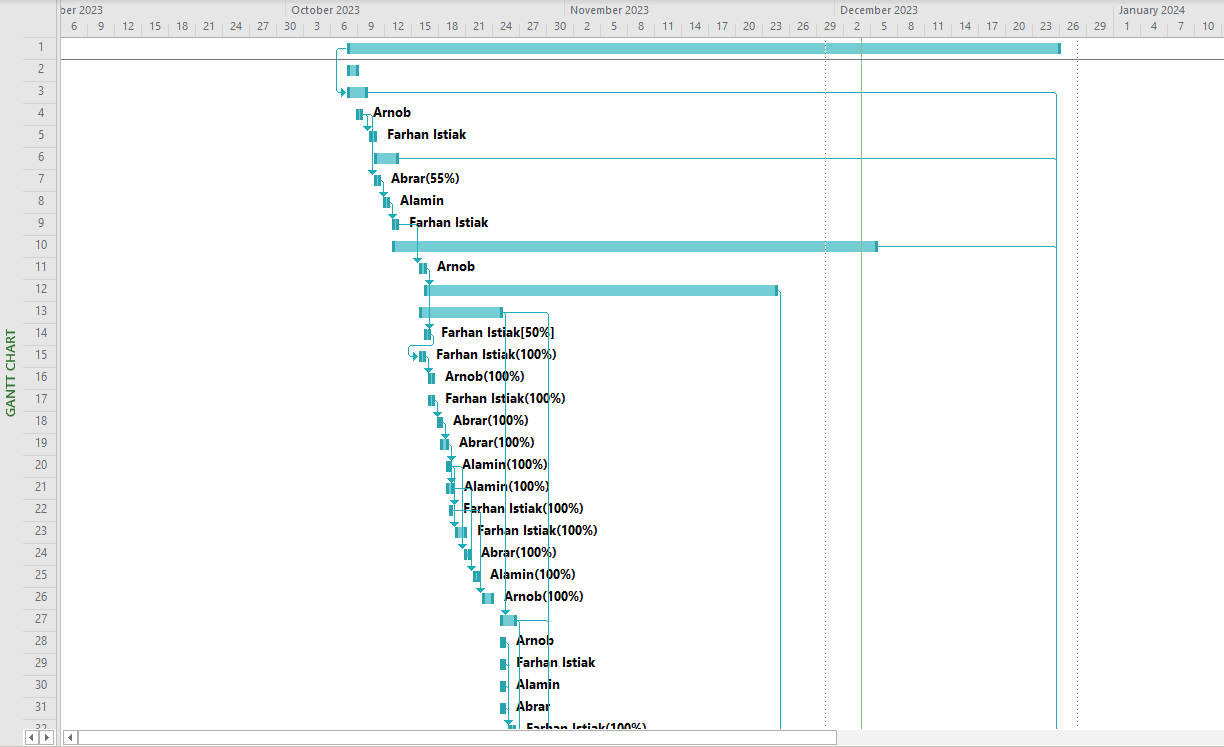 ber 2023 October 2023 November 2023 December 2023 January 2024
6 9 12 15 18 21 24 27 30 3 6 9 12 15 18 21 24 27 30 2 5 8 11 14 17 20 23 26 29 2 5 8 11 14 17 20 23 26 29 1 4 7 10
1
2
3
4 Arnob
5 Farhan Istiak
6
7 Abrar(55%)
8 Alamin
9 Farhan Istiak
10
11 Arnob
12
13
14 Farhan Istiak[50%]
15 Farhan Istiak(100%)
16 Arnob(100%)
17 Farhan Istiak(100%)
18 Abrar(100%)
19 Abrar(100%)
20 Alamin(100%)
21 Alamin(100%)
22 Farhan Istiak(100%)
23 Farhan Istiak(100%)
24 Abrar(100%)
25 Alamin(100%)
26 Arnob(100%)
27
28 Arnob
29 Farhan Istiak
30 Alamin
31 Abrar
32 Farhan Istiak(100%)
GANTT CHART